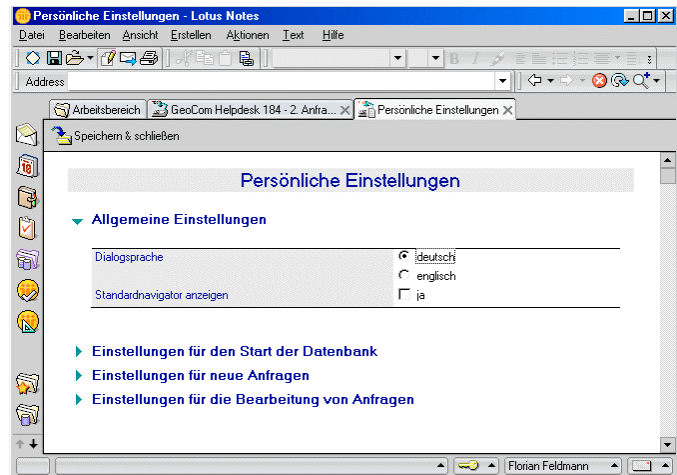 Persönliche Einstellungen - Lotus Notes
Datei Bearbeiten Ansicht Erstellen Aktionen Text Hilfe
B I
Address
Arbeitsbereich GeoCom Helpdesk 184 - 2. Anfra... Persönliche Einstellungen
Speichern & schließen
Persönliche Einstellungen
Allgemeine Einstellungen
Dialogsprache deutsch
englisch
Standardnavigator anzeigen ja
Einstellungen für den Start der Datenbank
Einstellungen für neue Anfragen
Einstellungen für die Bearbeitung von Anfragen
Florian Feldmann